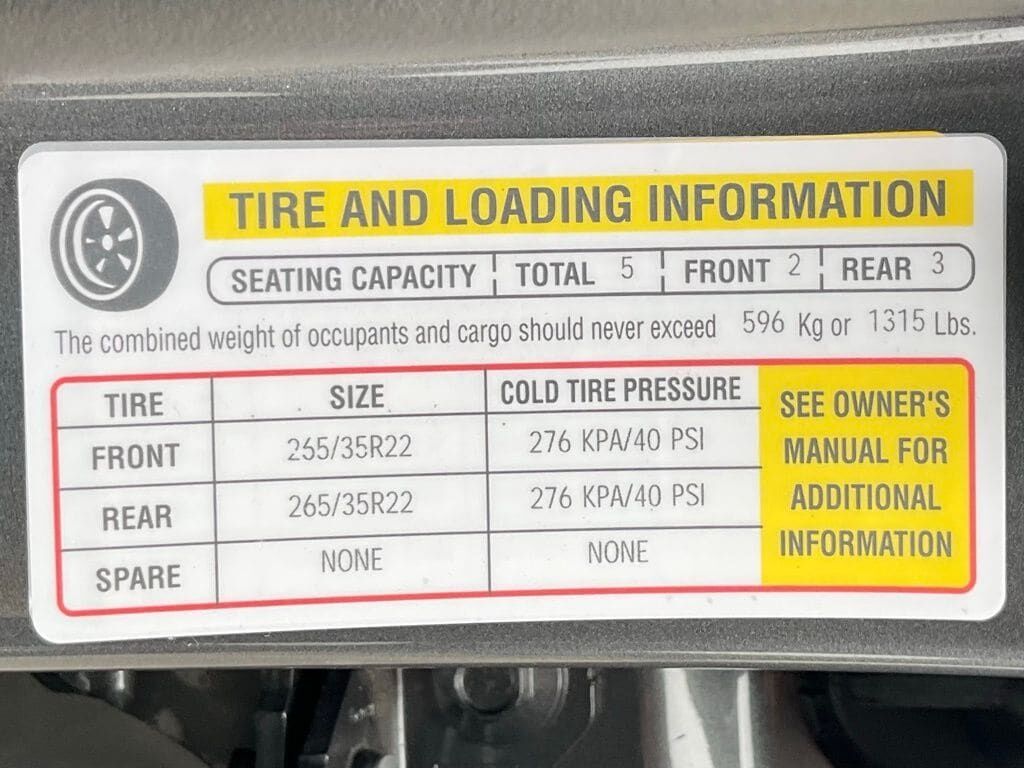 TIRE AND LOADING INFORMATION
SEATING CAPACITY TOTAL 5 FRONT 2 REAR 3
The combined weight of occupants and cargo should never exceed 596 Kg or 1315 Lbs.
TIRE SIZE COLD TIRE PRESSURE
FRONT 265/35R22 276 KPA/40 PSI
REAR 265/35R22 276 KPA/40 PSI
SPARE NONE NONE
SEE OWNER'S
MANUAL FOR
ADDITIONAL
INFORMATION